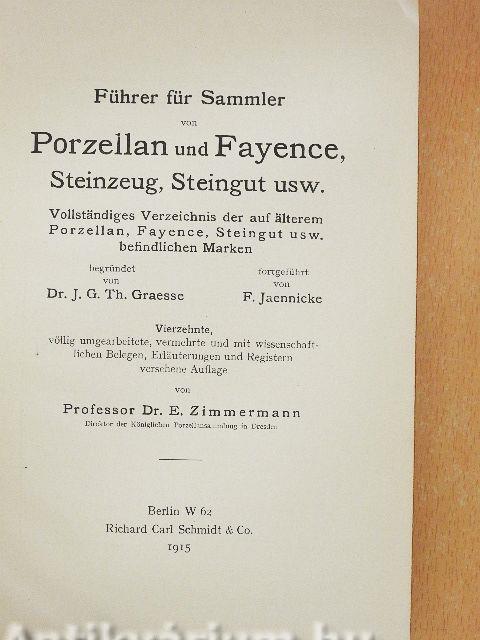 Führer für Sammler
von
Porzellan und Fayence,
Steinzeug, Steingut usw.
Vollständiges Verzeichnis der auf älterem
Porzellan, Fayence, Steingut usw.
befindlichen Marken
begründet
von
Dr. J. G. Th. Graesse
fortgeführt
von
F. Jaennicke
Vierzehnte,
völlig umgearbeitete, vermehrte und mit wissenschaft-
lichen Belegen, Erläuterungen und Registern
versehene Auflage
von
Professor Dr. E. Zimmermann
Direktor der Königlichen Porzellansammlung in Dresden
Berlin W 62
Richard Carl Schmidt & Co.
1915
Antikvárium.hu